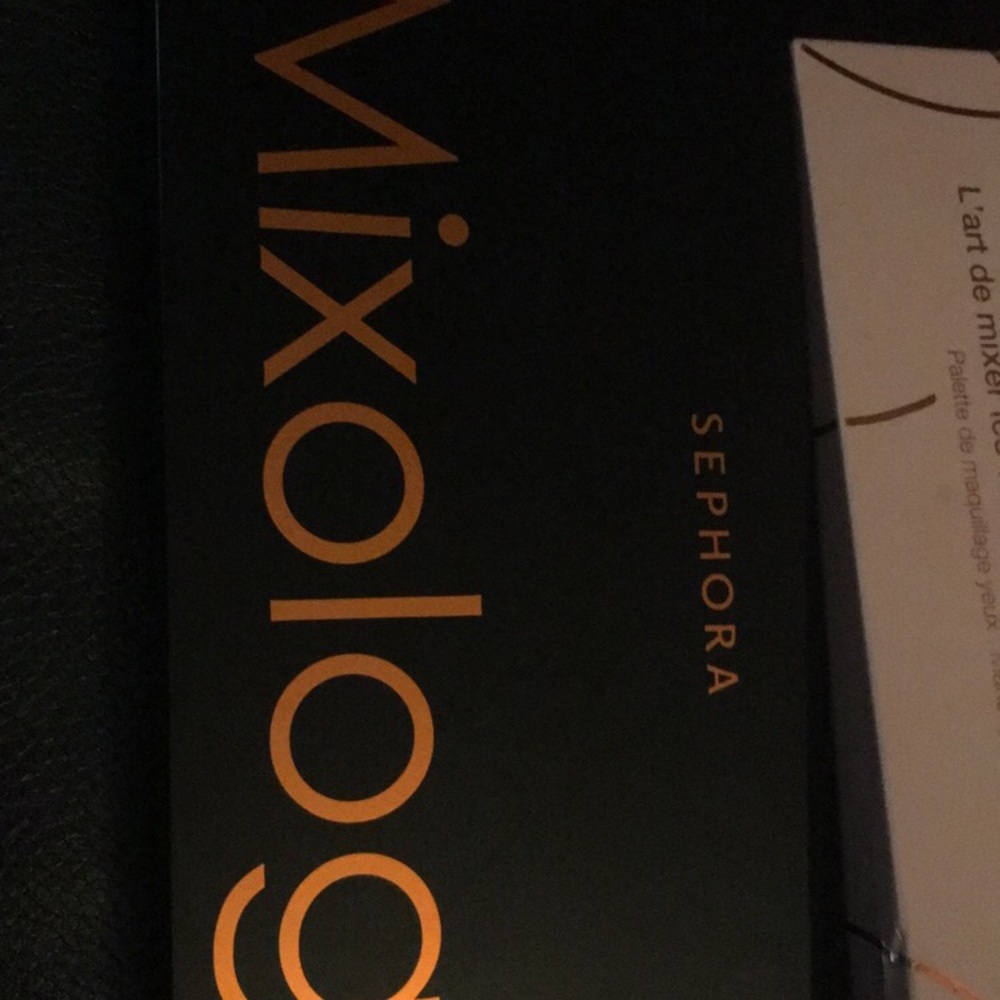 Mixolog
SEPHORA
L'art de mixer
Palette de maquillage yeux